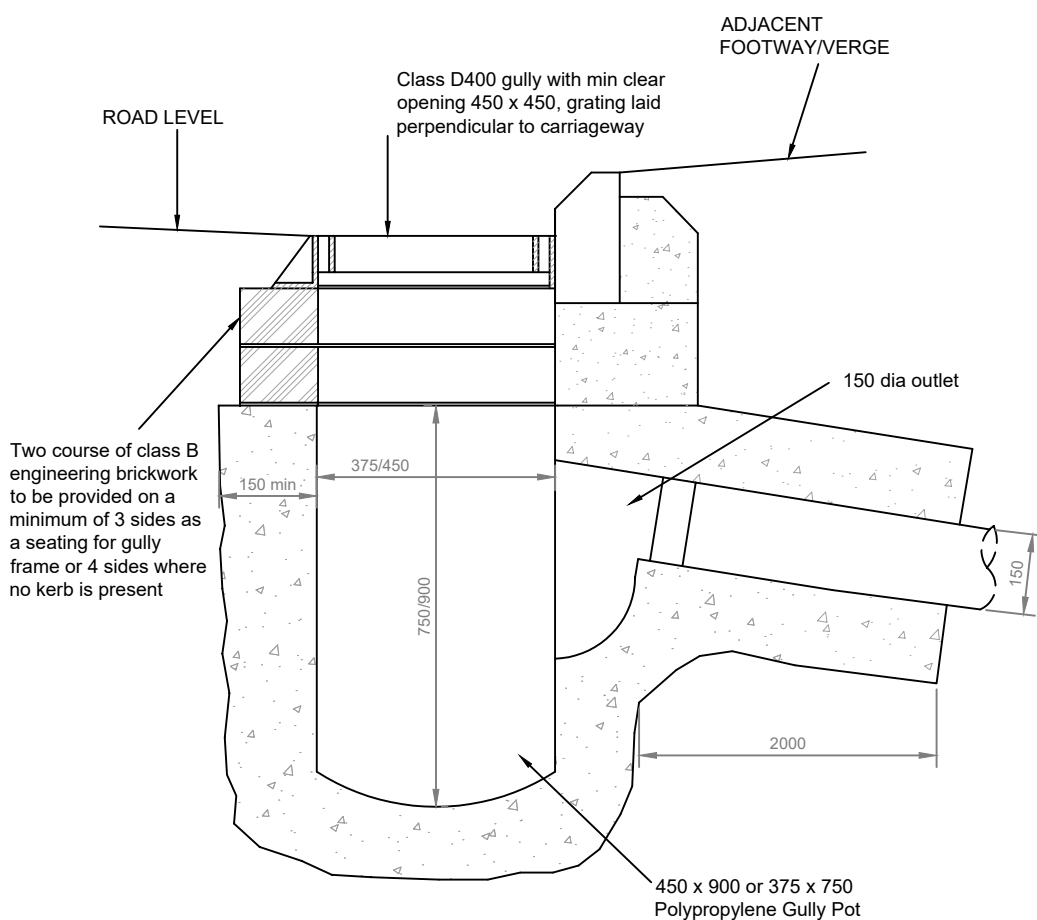 ADJACENT
FOOTWAY/VERGE
Class D400 gully with min clear
opening 450 x 450, grating laid
perpendicular to carriageway
ROAD LEVEL
150 dia outlet
Two course of class B
engineering brickwork
to be provided on a
minimum of 3 sides as
a seating for gully
frame or 4 sides where
no kerb is present
375/450
150 min
750/900
150
2000
450 x 900 or 375 x 750
Polypropylene Gully Pot